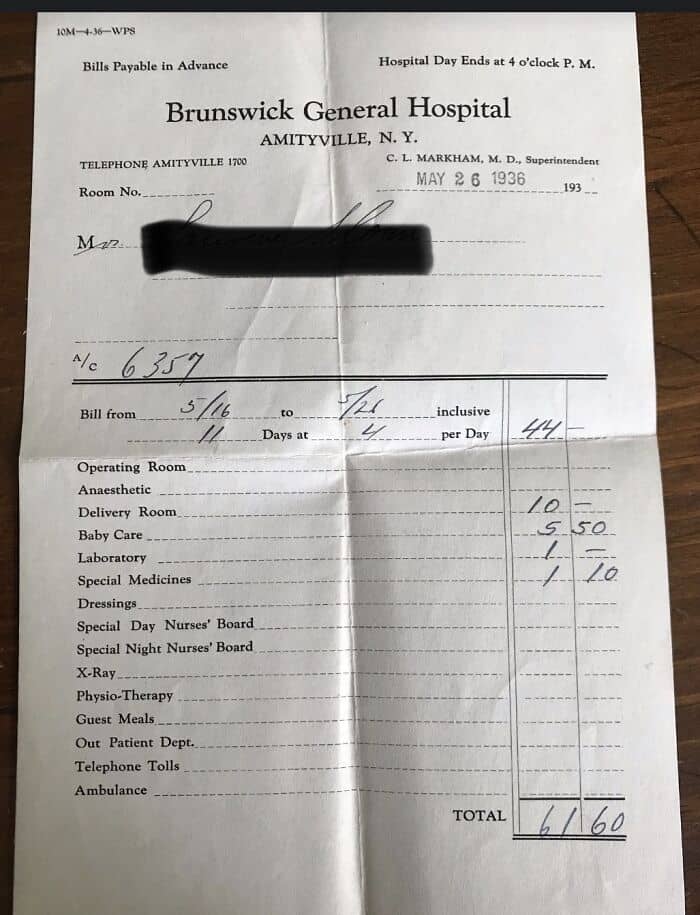 10M—4-36—WPS
Bills Payable in Advance
Hospital Day Ends at 4 o'clock P. M.
Brunswick General Hospital
AMITYVILLE, N. Y.
TELEPHONE AMITYVILLE 1700
C. L. MARKHAM, M. D., Superintendent
Room No.
MAY 26 1936 193
Mr.
A/c 6357
Bill from 5/16 to 5/26 inclusive
11 Days at 4 per Day 44 —
Operating Room
Anaesthetic
Delivery Room 10 —
Baby Care 5 50
Laboratory 1 —
Special Medicines 1 10
Dressings
Special Day Nurses' Board
Special Night Nurses' Board
X-Ray
Physio-Therapy
Guest Meals
Out Patient Dept.
Telephone Tolls
Ambulance
TOTAL 61 60